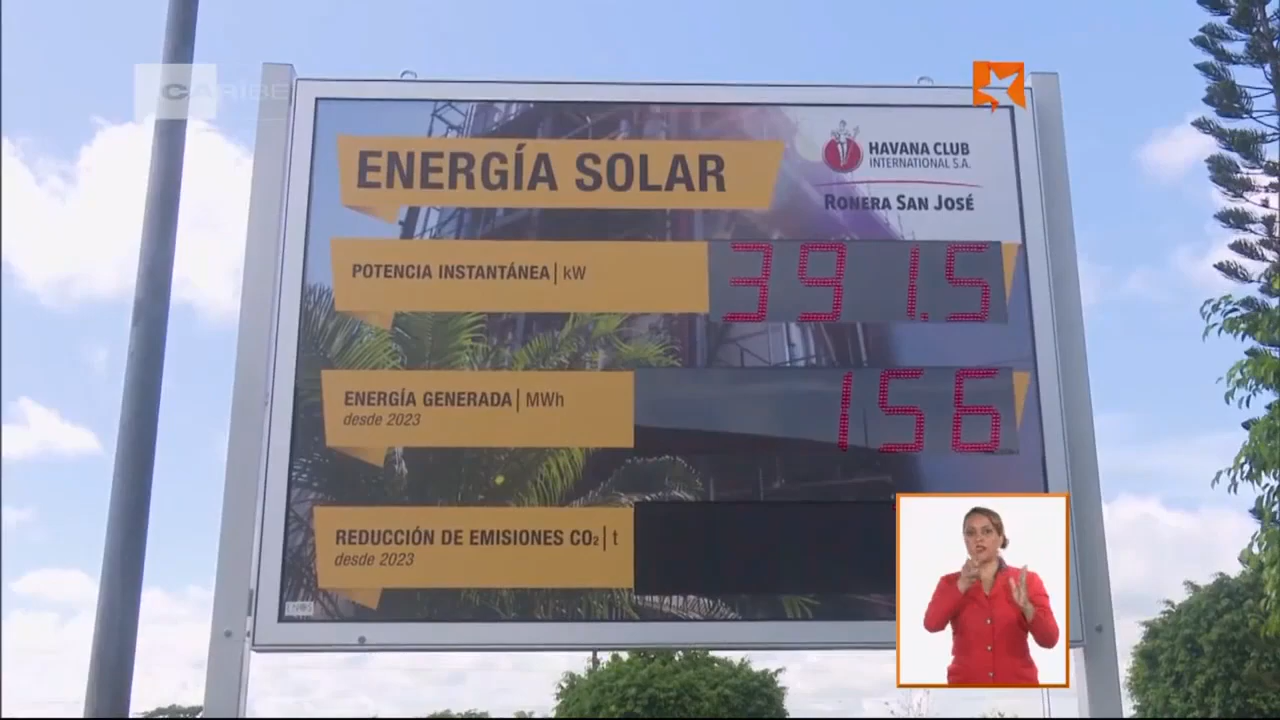 CARIBE
ENERGÍA SOLAR
HAVANA CLUB
INTERNATIONAL S.A.
RONERA SAN JOSÉ
POTENCIA INSTANTÁNEA | kW
391.5
ENERGÍA GENERADA | MWh
desde 2023
156
REDUCCIÓN DE EMISIONES CO₂ | t
desde 2023